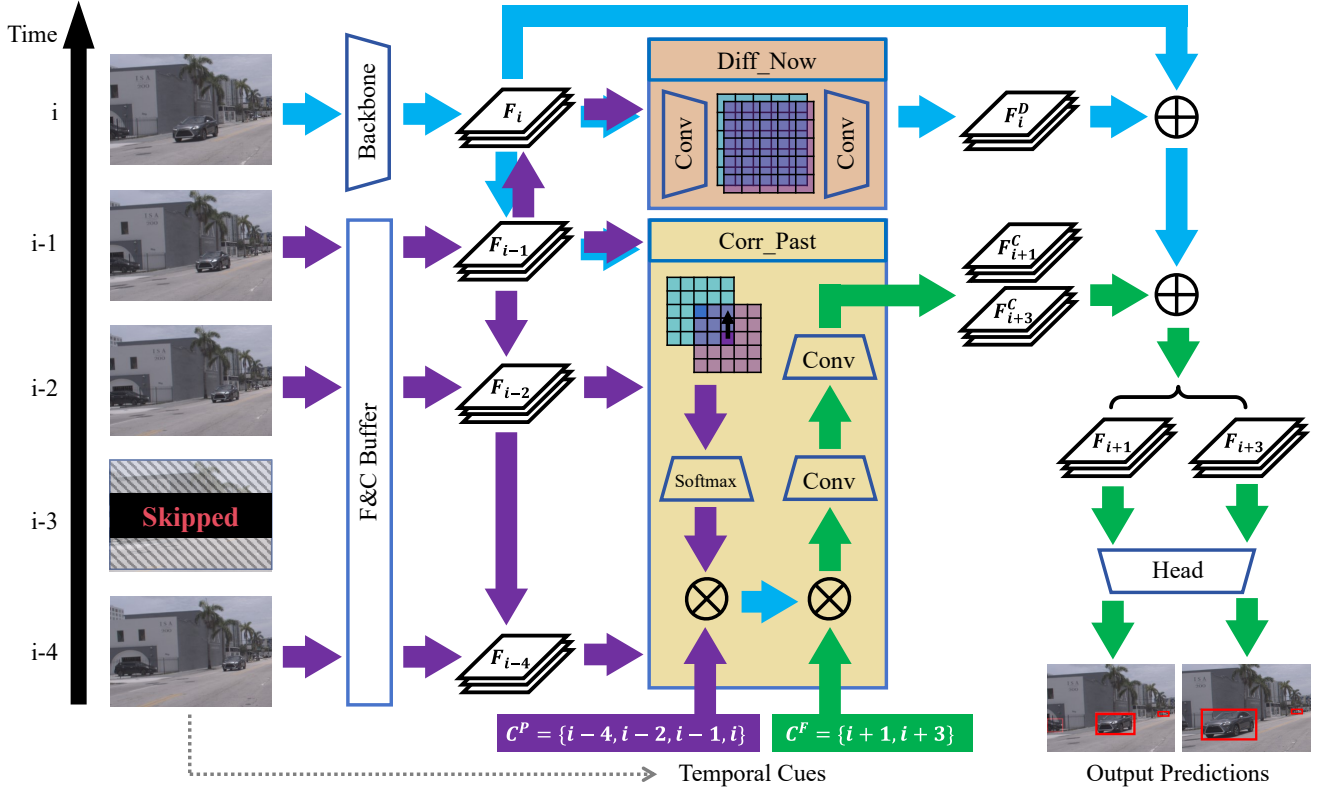 Time
i
i-1
i-2
i-3
i-4
Skipped
Backbone
F&C Buffer
F_i
F_{i-1}
F_{i-2}
F_{i-4}
Diff_Now
Conv
Conv
Corr_Past
Softmax
Conv
Conv
F_i^D
F_{i+1}^C
F_{i+3}^C
F_{i+1}
F_{i+3}
Head
C^P = {i − 4, i − 2, i − 1, i}
C^F = {i + 1, i + 3}
Temporal Cues
Output Predictions